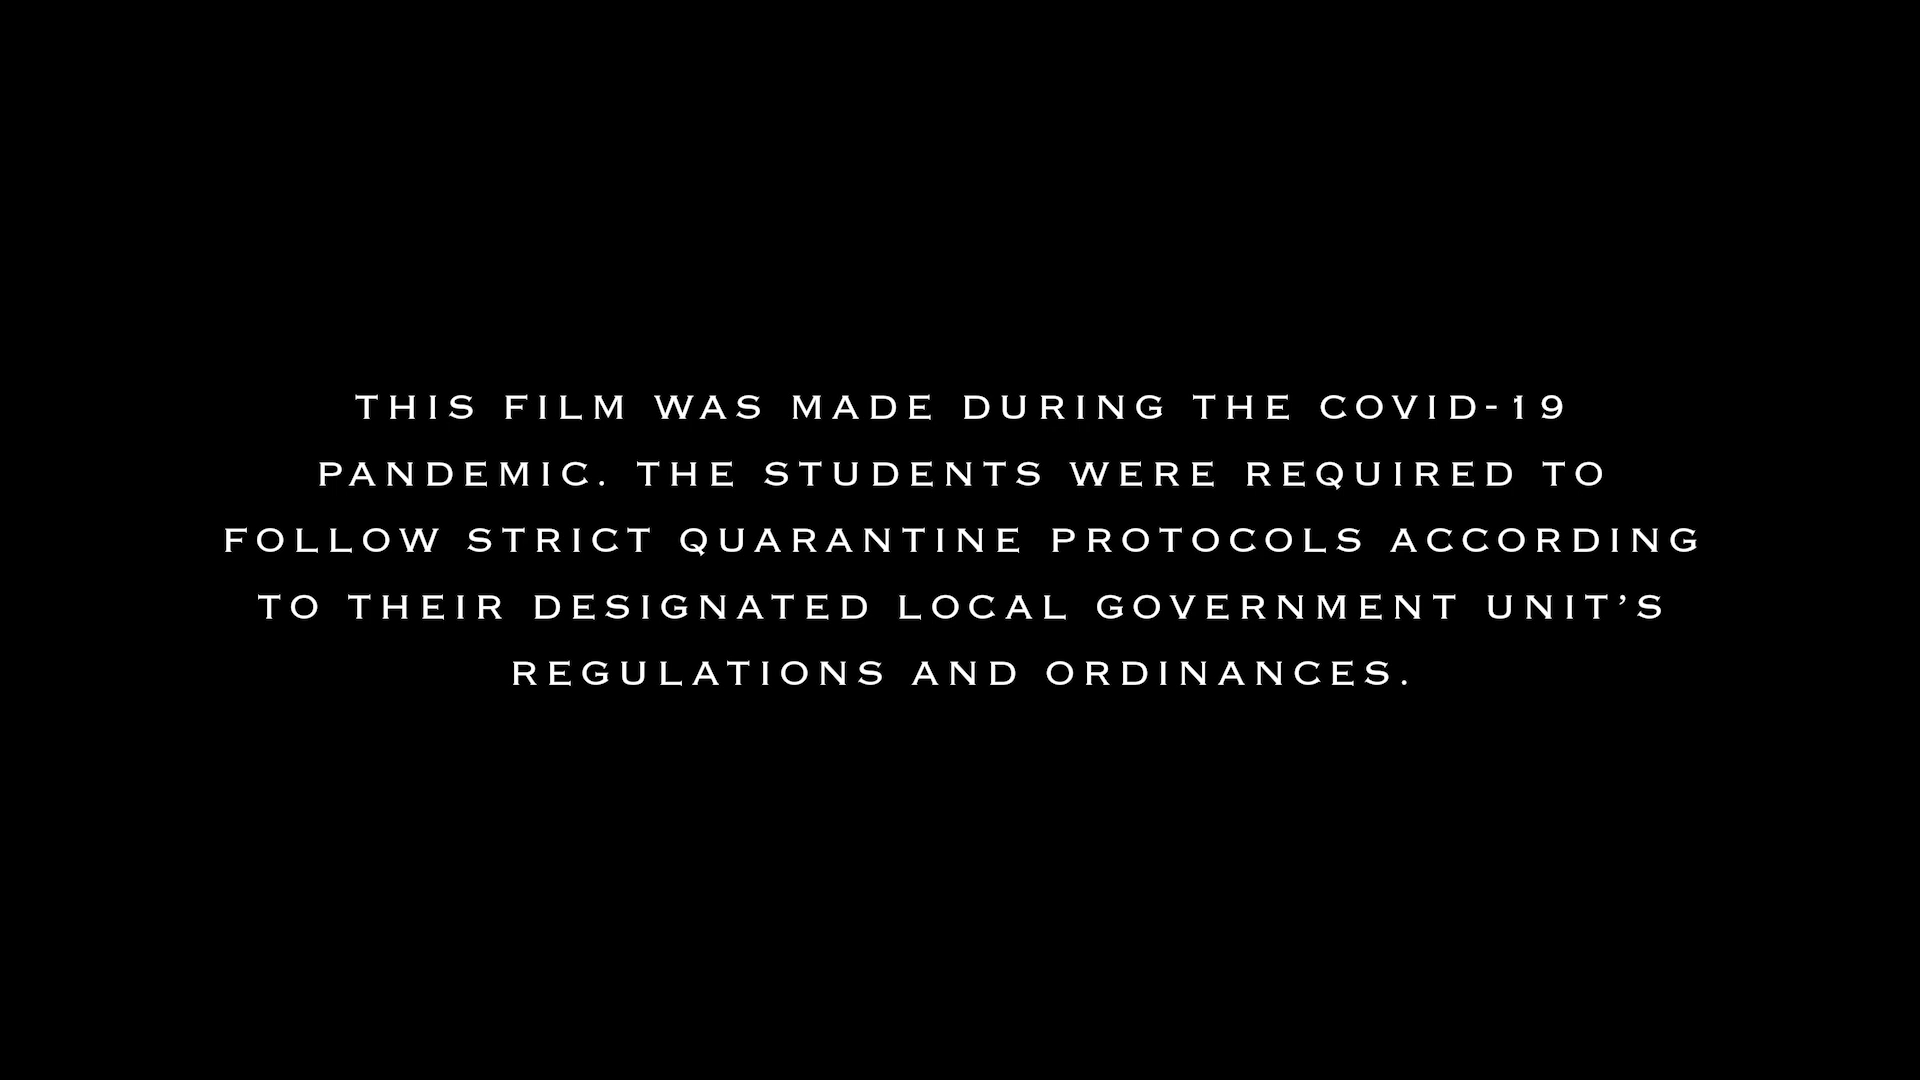 THIS FILM WAS MADE DURING THE COVID-19
PANDEMIC. THE STUDENTS WERE REQUIRED TO
FOLLOW STRICT QUARANTINE PROTOCOLS ACCORDING
TO THEIR DESIGNATED LOCAL GOVERNMENT UNIT’S
REGULATIONS AND ORDINANCES.